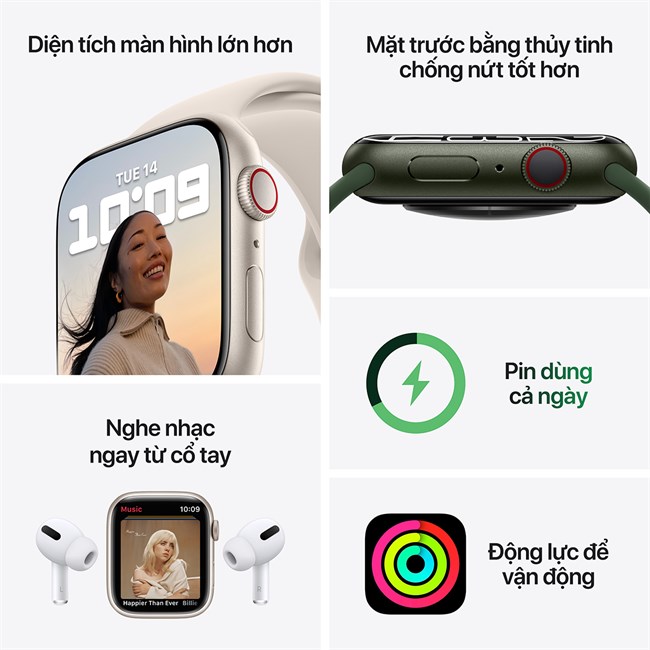 Diện tích màn hình lớn hơn
TUE 14
10:09
Mặt trước bằng thủy tinh
chống nứt tốt hơn
Pin dùng
cả ngày
Nghe nhạc
ngay từ cổ tay
Music 10:09
Happier Than Ever Billie
L
Động lực để
vận động